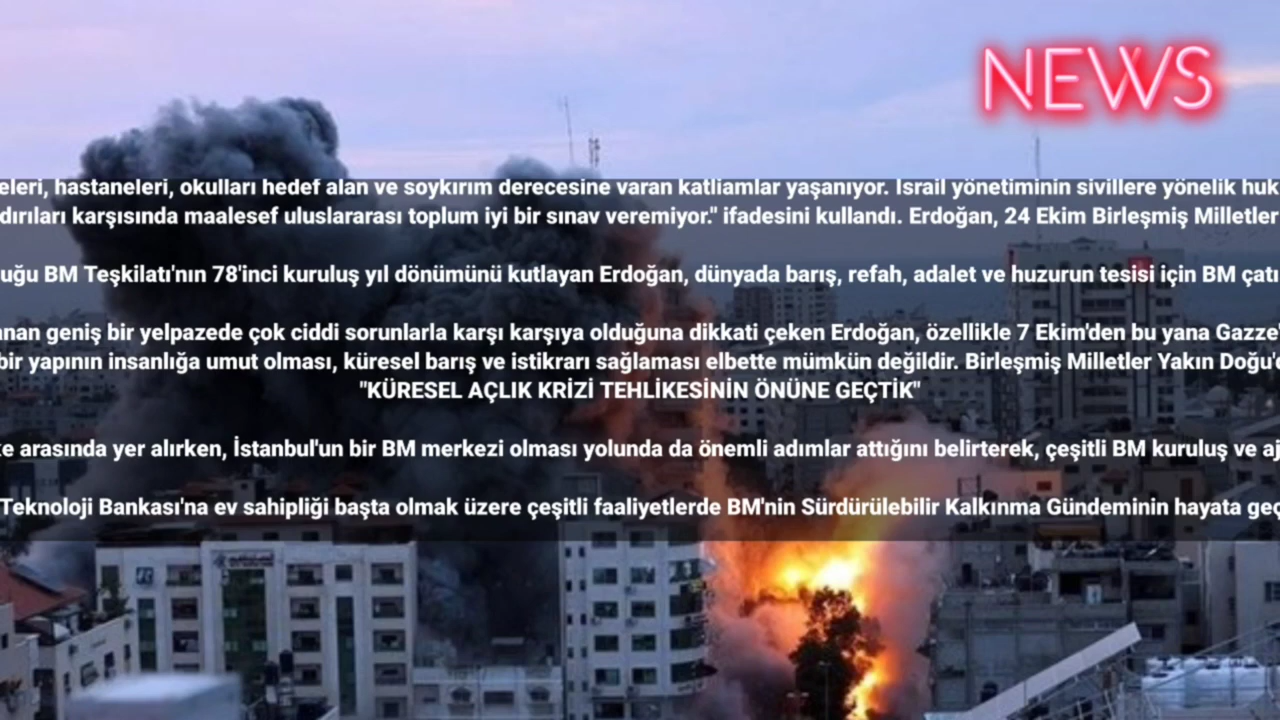 NEWS
eleri, hastaneleri, okulları hedef alan ve soykırım derecesine varan katliamlar yaşanıyor. İsrail yönetiminin sivillere yönelik huk
dırıları karşısında maalesef uluslararası toplum iyi bir sınav veremiyor." ifadesini kullandı. Erdoğan, 24 Ekim Birleşmiş Milletler
uğu BM Teşkilatı'nın 78'inci kuruluş yıl dönümünü kutlayan Erdoğan, dünyada barış, refah, adalet ve huzurun tesisi için BM çatı
anan geniş bir yelpazede çok ciddi sorunlarla karşı karşıya olduğuna dikkati çeken Erdoğan, özellikle 7 Ekim'den bu yana Gazze'
bir yapının insanlığa umut olması, küresel barış ve istikrarı sağlaması elbette mümkün değildir. Birleşmiş Milletler Yakın Doğu'
"KÜRESEL AÇLIK KRİZİ TEHLİKESİNİN ÖNÜNE GEÇTİK"
ke arasında yer alırken, İstanbul'un bir BM merkezi olması yolunda da önemli adımlar attığını belirterek, çeşitli BM kuruluş ve aj
Teknoloji Bankası'na ev sahipliği başta olmak üzere çeşitli faaliyetlerde BM'nin Sürdürülebilir Kalkınma Gündeminin hayata geç